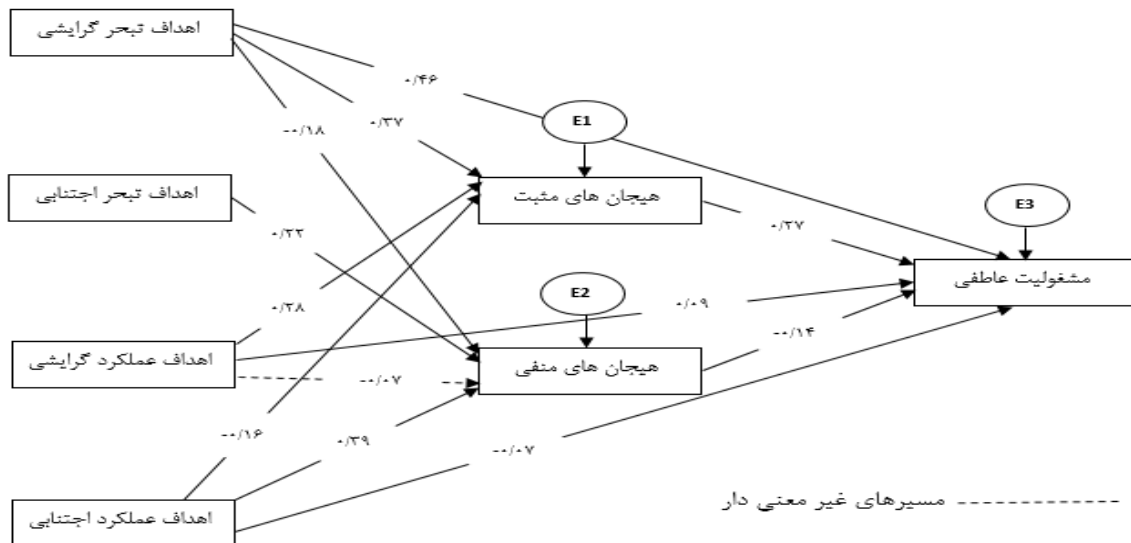 اهداف تبحر گرایشی
۰/۴۶
E1
۰/۳۷
-۰/۱۸
اهداف تبحر اجتنابی
هیجان های مثبت
E3
۰/۲۲
۰/۲۷
مشغولیت عاطفی
E2
۰/۲۸
۰/۰۹
اهداف عملکرد گرایشی
هیجان های منفی
-۰/۱۴
-۰/۰۷
-۰/۱۶
۰/۳۹
-۰/۰۷
اهداف عملکرد اجتنابی
مسیرهای غیر معنی دار